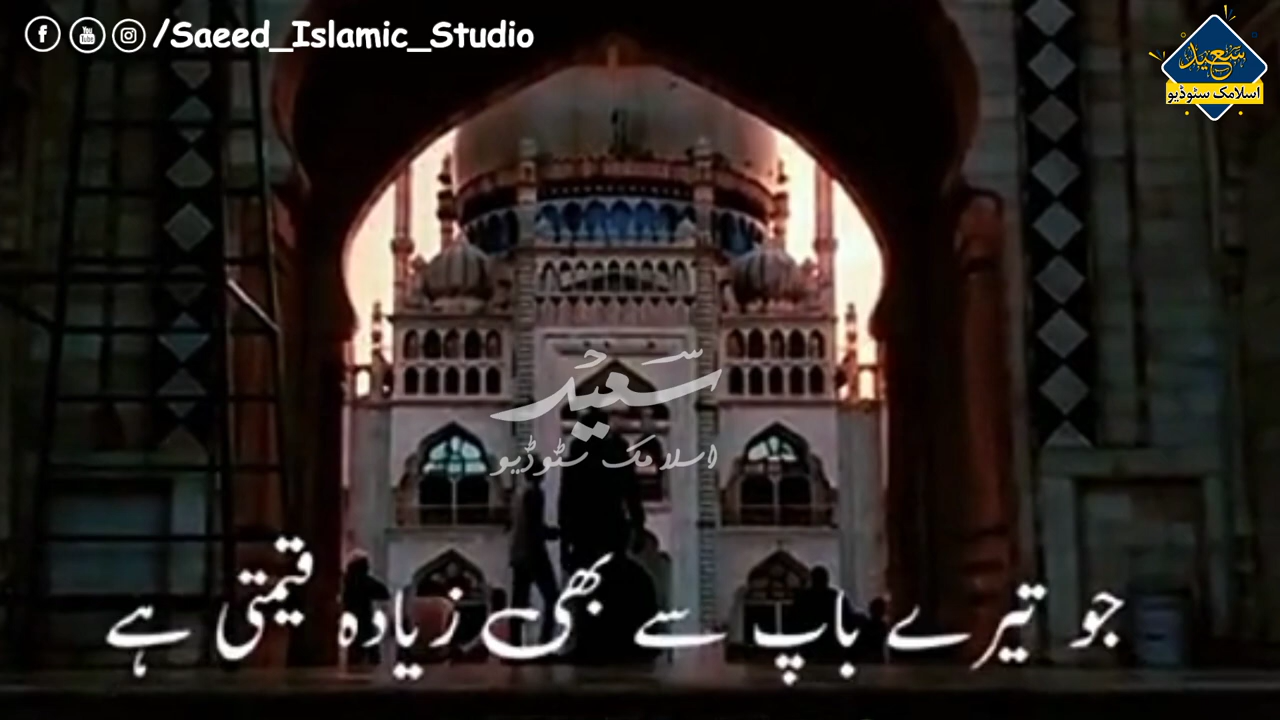 /Saeed_Islamic_Studio
سعید
اسلامک سٹوڈیو
سعید
اسلامک سٹوڈیو
جو تیرے باپ سے بھی زیادہ قیمتی ہے